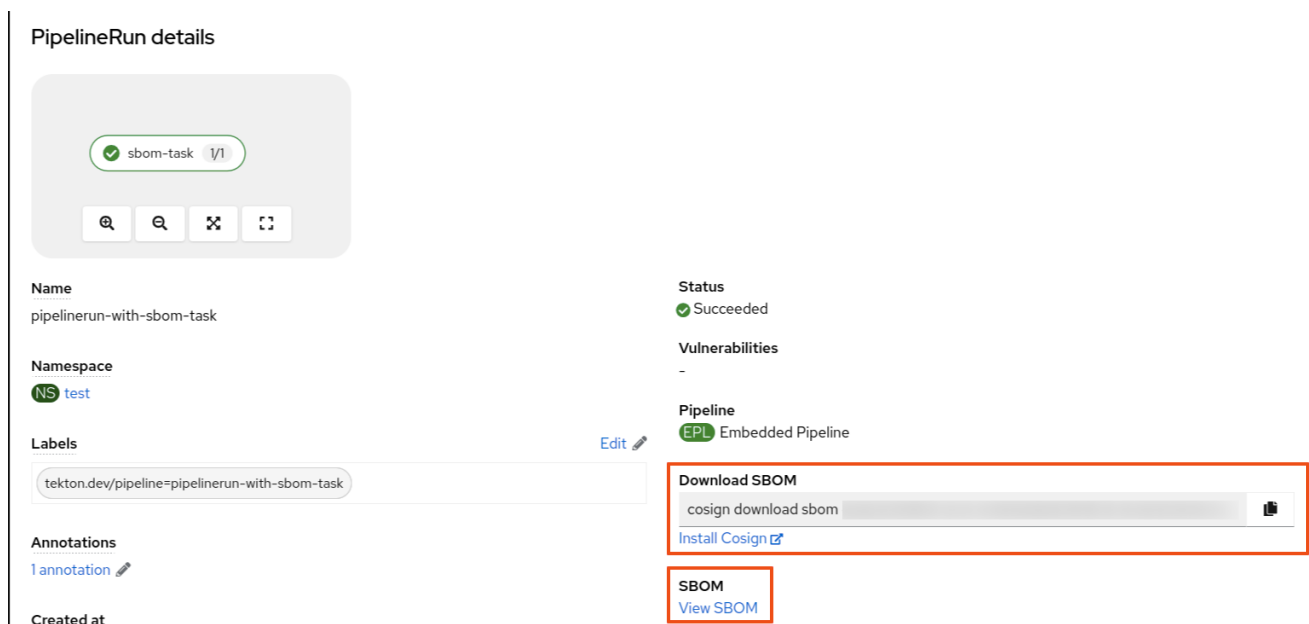 PipelineRun details
sbom-task 1/1
Name
pipelinerun-with-sbom-task
Namespace
NS test
Labels
Edit
tekton.dev/pipeline=pipelinerun-with-sbom-task
Annotations
1 annotation
Created at
Status
Succeeded
Vulnerabilities
-
Pipeline
EPL Embedded Pipeline
Download SBOM
cosign download sbom
Install Cosign
SBOM
View SBOM